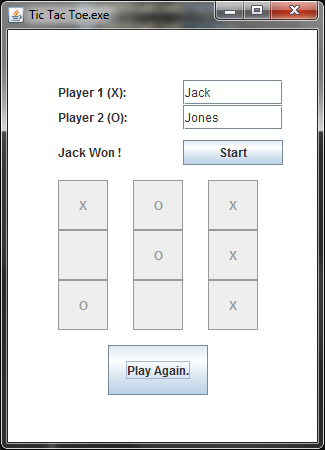 Tic Tac Toe.exe
Player 1 (X): Jack
Player 2 (O): Jones
Jack Won ! Start
X O X
O X
O X
Play Again.